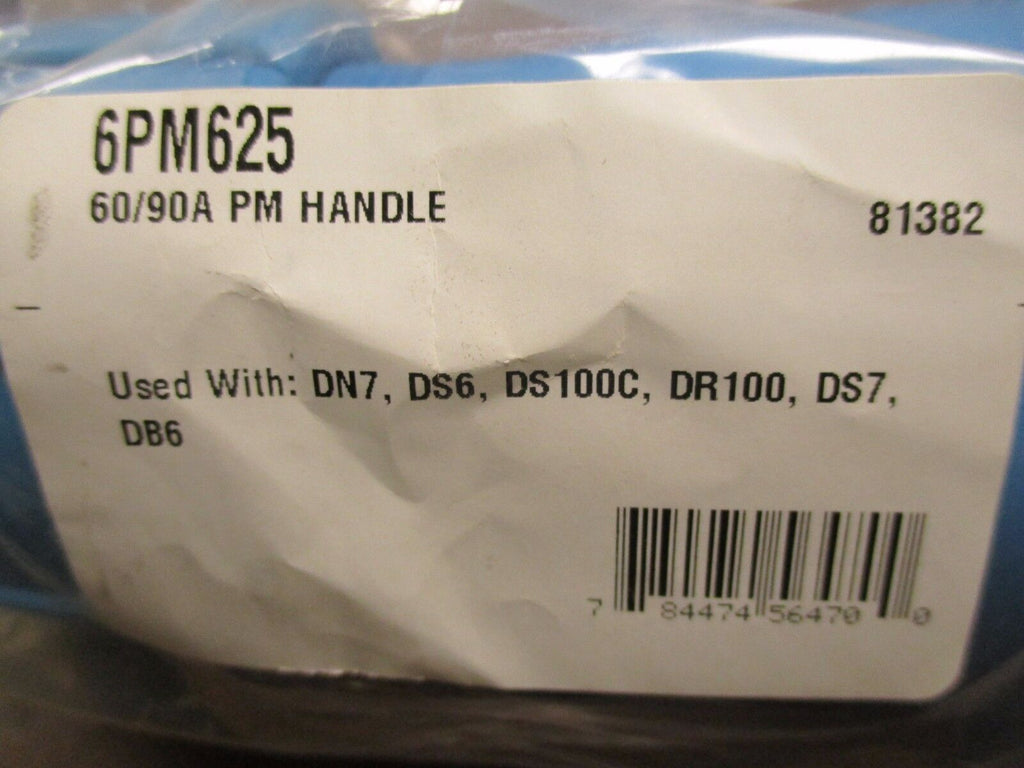 6PM625
60/90A PM HANDLE
81382
Used With: DN7, DS6, DS100C, DR100, DS7,
DB6
7 84474 56470 0